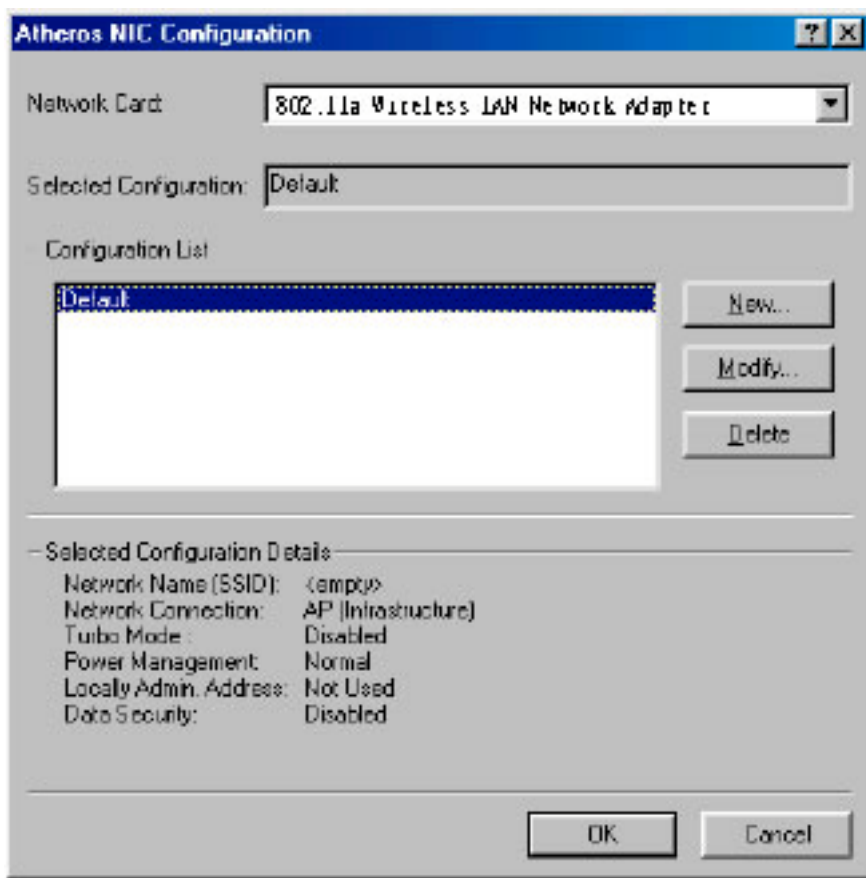 Atheros NIC Configuration
Network Card:
802.11a Wireless LAN Network Adapter
Selected Configuration:
Default
Configuration List
Default
New...
Modify...
Delete
Selected Configuration Details
Network Name (SSID): <empty>
Network Connection: AP (Infrastructure)
Turbo Mode : Disabled
Power Management: Normal
Locally Admin. Address: Not Used
Data Security: Disabled
OK
Cancel